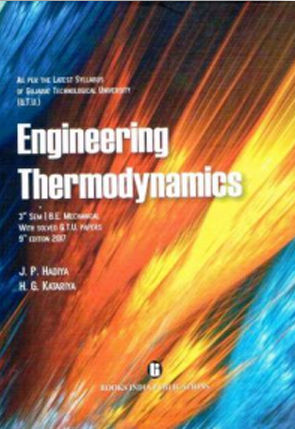 AS PER THE LATEST SYLLABUS
OF GUJARAT TECHNOLOGICAL UNIVERSITY
(G.T.U.)
Engineering
Thermodynamics
3rd SEM | B.E. MECHANICAL
WITH SOLVED G.T.U. PAPERS
9th EDITION 2017
J. P. HADIYA
H. G. KATARIYA
BOOKS INDIA PUBLICATIONS